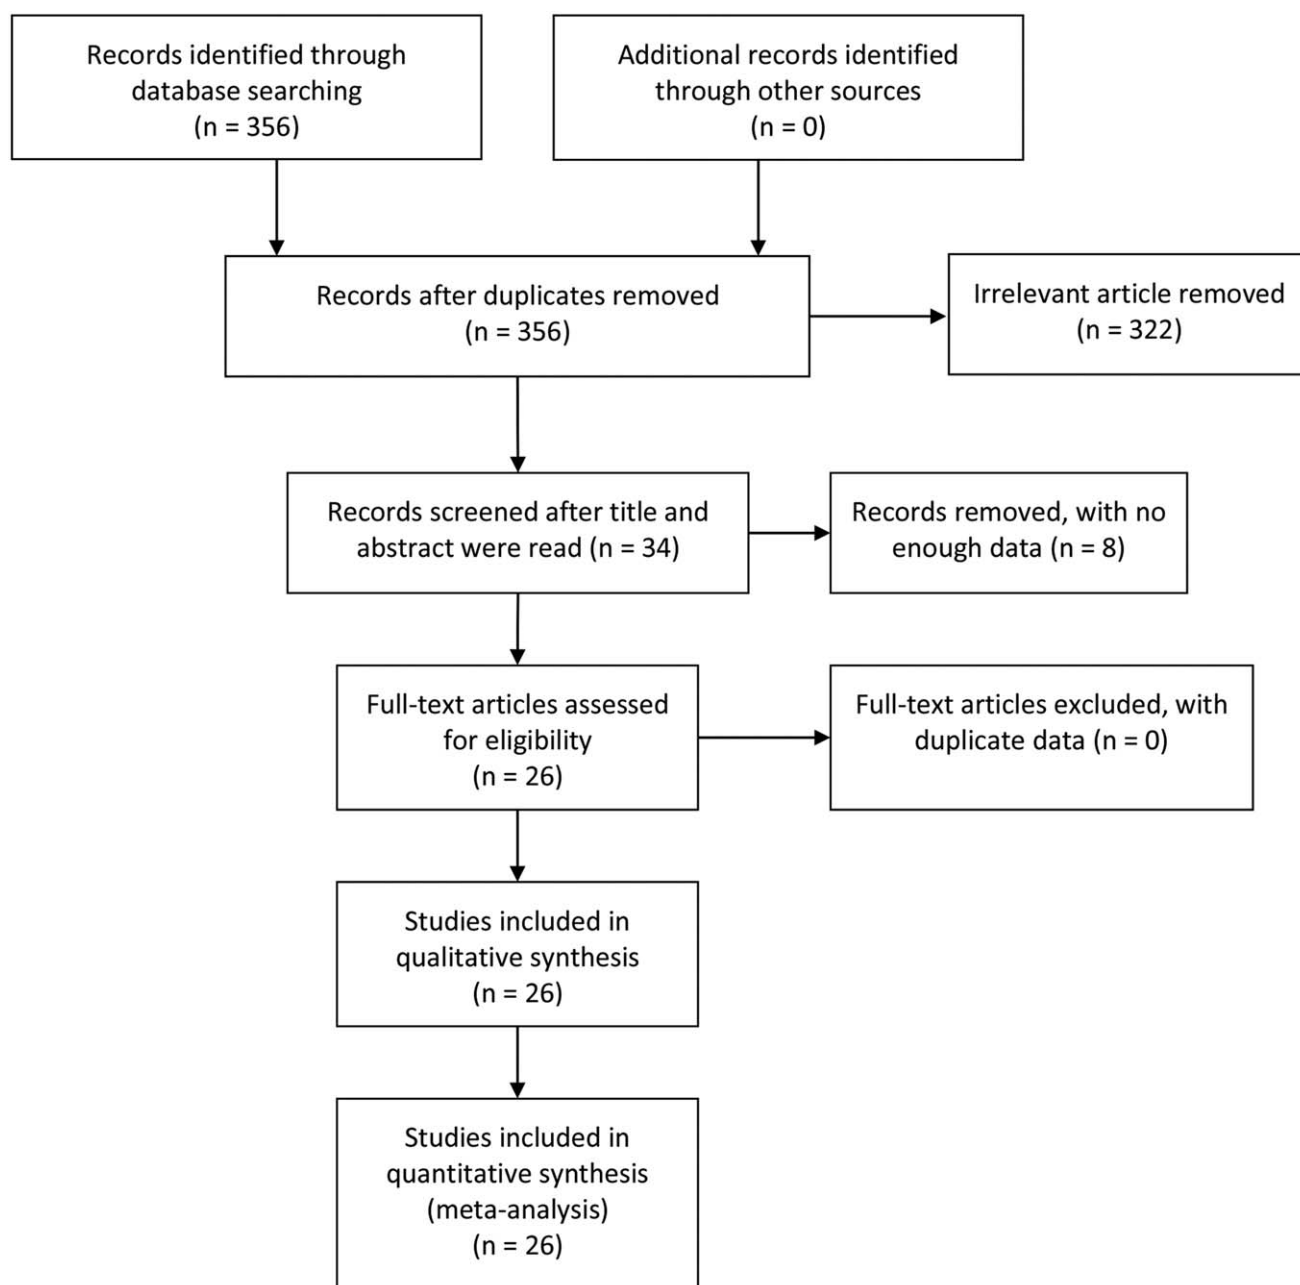 Records identified through
database searching
(n = 356)
Additional records identified
through other sources
(n = 0)
Records after duplicates removed
(n = 356)
Irrelevant article removed
(n = 322)
Records screened after title and
abstract were read (n = 34)
Records removed, with no
enough data (n = 8)
Full-text articles assessed
for eligibility
(n = 26)
Full-text articles excluded, with
duplicate data (n = 0)
Studies included in
qualitative synthesis
(n = 26)
Studies included in
quantitative synthesis
(meta-analysis)
(n = 26)